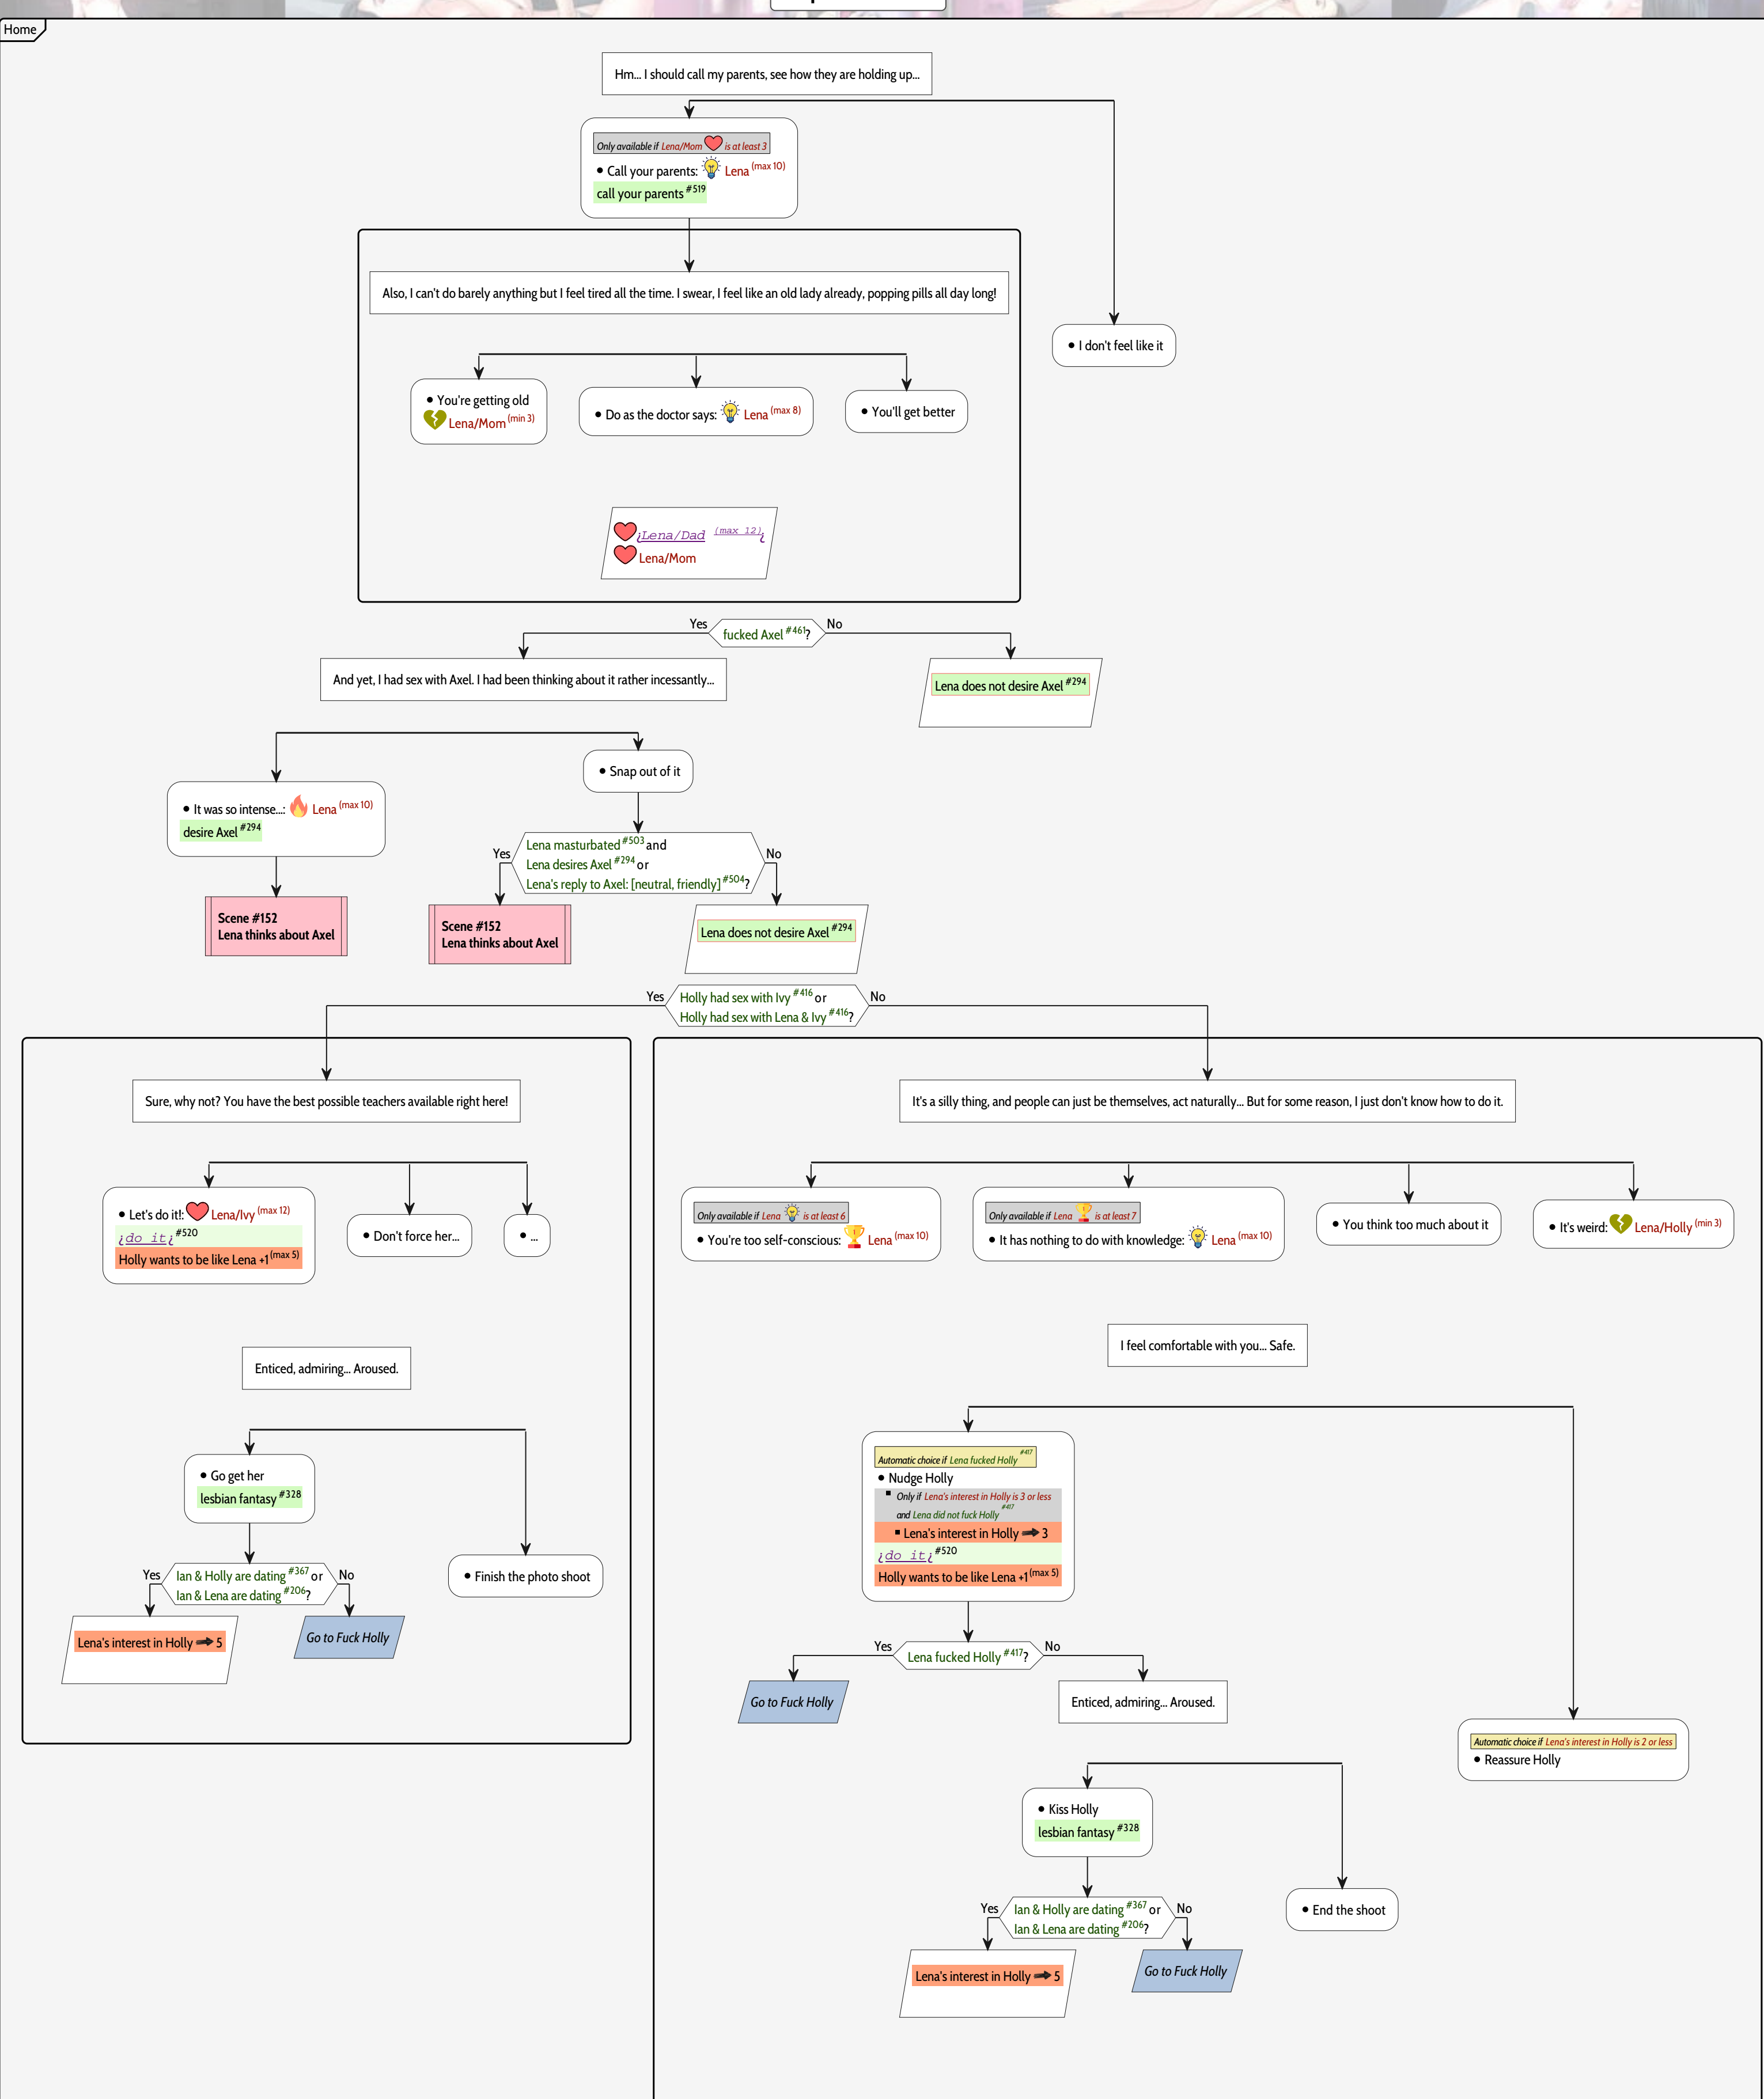 Home
Hm... I should call my parents, see how they are holding up...
Only available if Lena/Mom is at least 3
• Call your parents: Lena (max 10)
call your parents #519
Also, I can't do barely anything but I feel tired all the time. I swear, I feel like an old lady already, popping pills all day long!
• I don't feel like it
• You're getting old
Lena/Mom (min 3)
• Do as the doctor says: Lena (max 8)
• You'll get better
¿Lena/Dad (max 12)¿
Lena/Mom
Yes
fucked Axel #461?
No
And yet, I had sex with Axel. I had been thinking about it rather incessantly...
Lena does not desire Axel #294
• Snap out of it
• It was so intense...: Lena (max 10)
desire Axel #294
Yes
Lena masturbated #503 and
Lena desires Axel #294 or
Lena's reply to Axel: [neutral, friendly] #504?
No
Scene #152
Lena thinks about Axel
Scene #152
Lena thinks about Axel
Lena does not desire Axel #294
Yes
Holly had sex with Ivy #416 or
Holly had sex with Lena & Ivy #416?
No
Sure, why not? You have the best possible teachers available right here!
• Let's do it!: Lena/Ivy (max 12)
¿do it¿ #520
Holly wants to be like Lena +1 (max 5)
• Don't force her...
• ...
Enticed, admiring... Aroused.
• Go get her
lesbian fantasy #328
Yes
Ian & Holly are dating #367 or
Ian & Lena are dating #206?
No
• Finish the photo shoot
Lena's interest in Holly ➡ 5
Go to Fuck Holly
It's a silly thing, and people can just be themselves, act naturally... But for some reason, I just don't know how to do it.
Only available if Lena is at least 6
• You're too self-conscious: Lena (max 10)
Only available if Lena is at least 7
• It has nothing to do with knowledge: Lena (max 10)
• You think too much about it
• It's weird: Lena/Holly (min 3)
I feel comfortable with you... Safe.
Automatic choice if Lena fucked Holly #417
• Nudge Holly
▪ Only if Lena's interest in Holly is 3 or less
and Lena did not fuck Holly #417
▪ Lena's interest in Holly ➡ 3
¿do it¿ #520
Holly wants to be like Lena +1 (max 5)
Yes
Lena fucked Holly #417?
No
Go to Fuck Holly
Enticed, admiring... Aroused.
Automatic choice if Lena's interest in Holly is 2 or less
• Reassure Holly
• Kiss Holly
lesbian fantasy #328
Yes
Ian & Holly are dating #367 or
Ian & Lena are dating #206?
No
• End the shoot
Lena's interest in Holly ➡ 5
Go to Fuck Holly